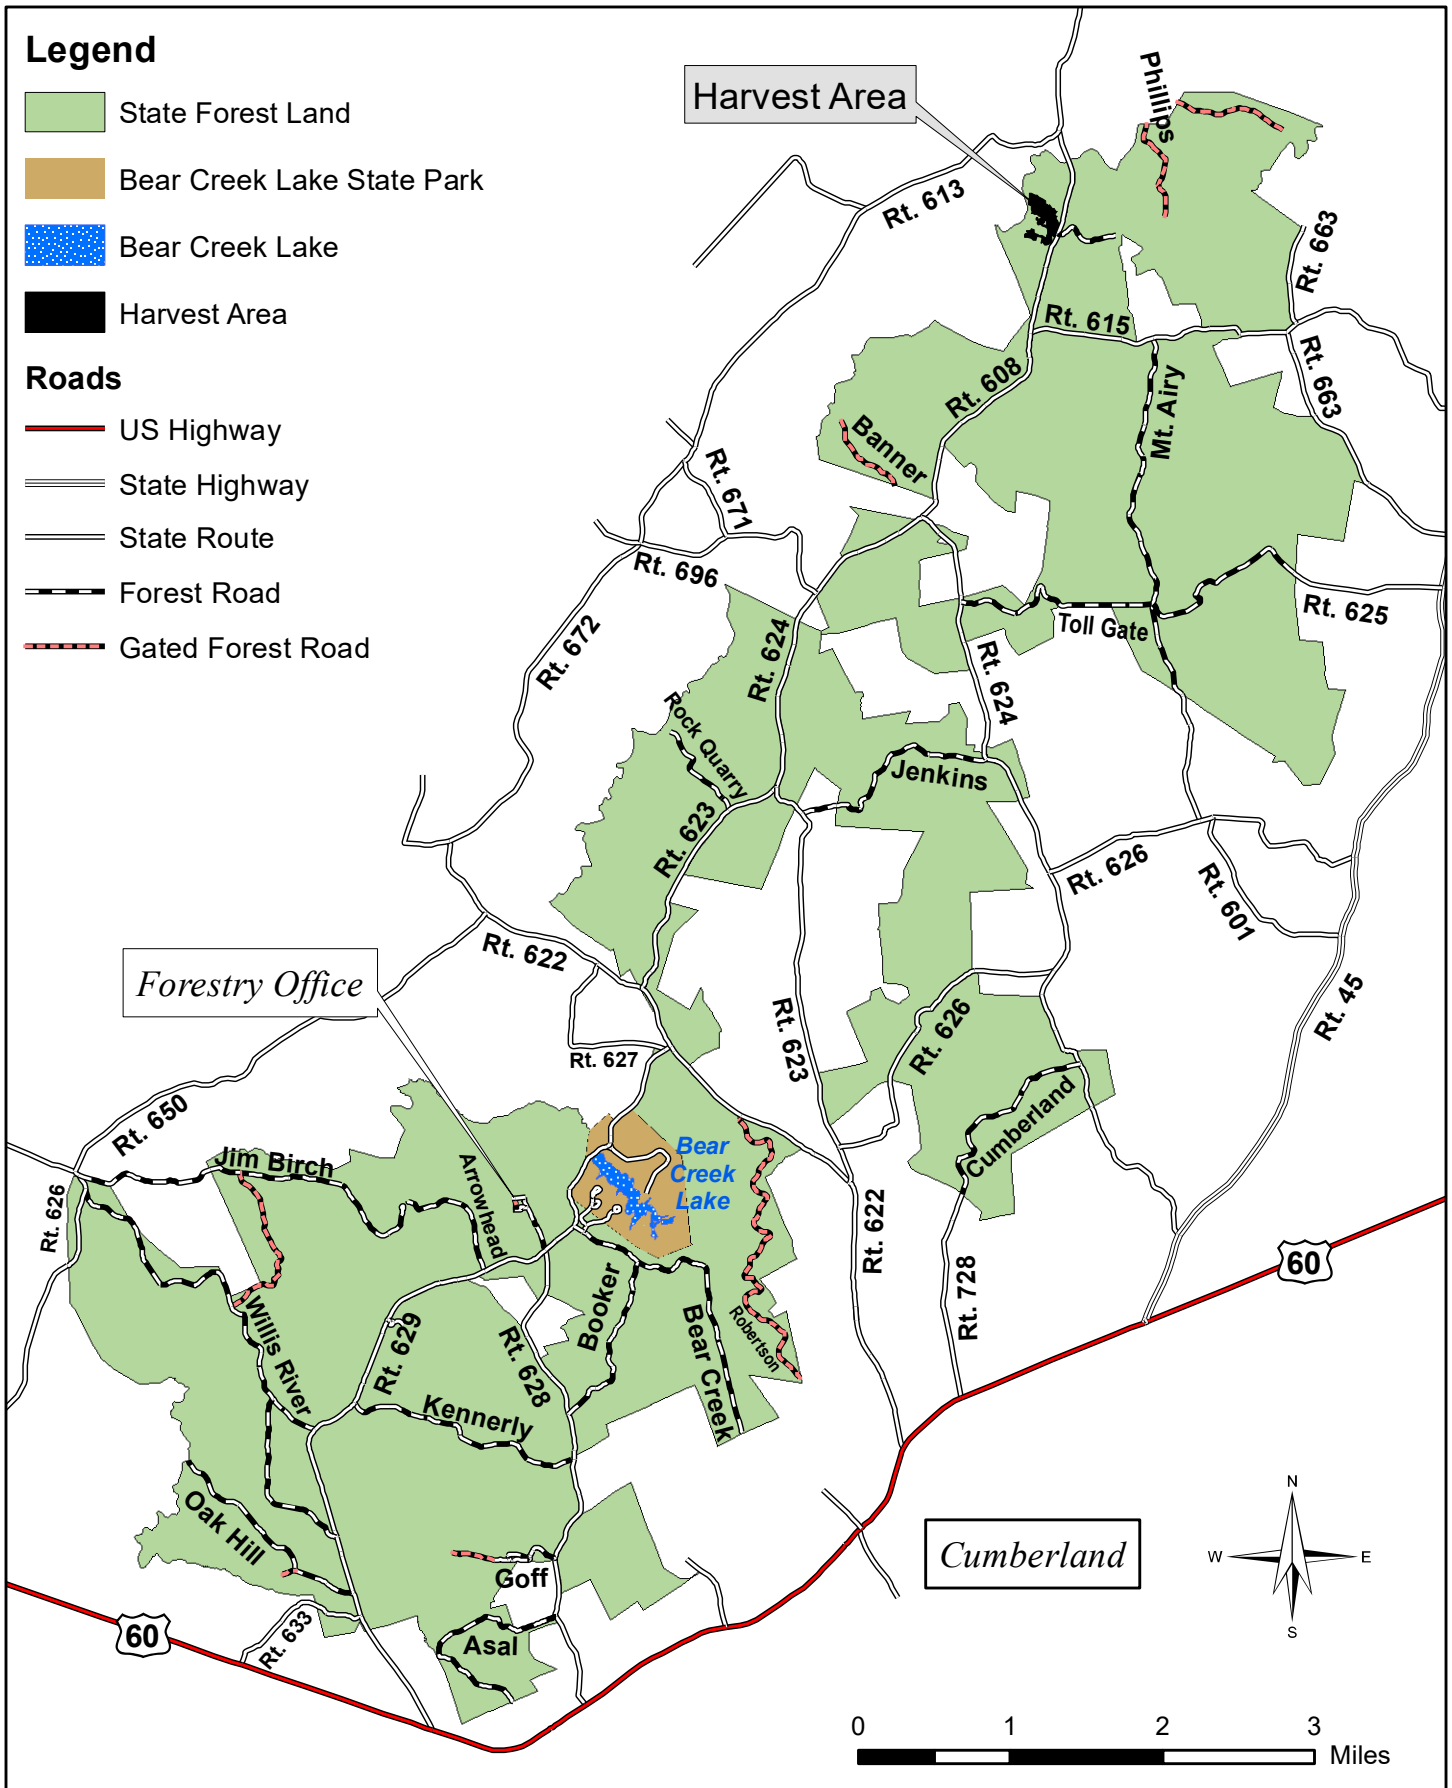 Legend
State Forest Land
Bear Creek Lake State Park
Bear Creek Lake
Harvest Area
Roads
US Highway
State Highway
State Route
Forest Road
Gated Forest Road
Harvest Area
Phillips
Rt. 613
Rt. 663
Rt. 615
Rt. 663
Rt. 608
Mt. Airy
Banner
Rt. 671
Rt. 696
Rt. 625
Toll Gate
Rt. 672
Rt. 624
Rt. 624
Rock Quarry
Jenkins
Rt. 623
Rt. 626
Rt. 601
Rt. 622
Forestry Office
Rt. 45
Rt. 623
Rt. 626
Rt. 627
Rt. 650
Cumberland
Jim Birch
Arrowhead
Bear
Creek
Lake
Rt. 626
Rt. 622
60
Rt. 728
Booker
Willis River
Rt. 629
Rt. 628
Bear Creek
Robertson
Kennerly
Oak Hill
Goff
Cumberland
N
W
E
S
60
Rt. 633
Asal
0
1
2
3
Miles